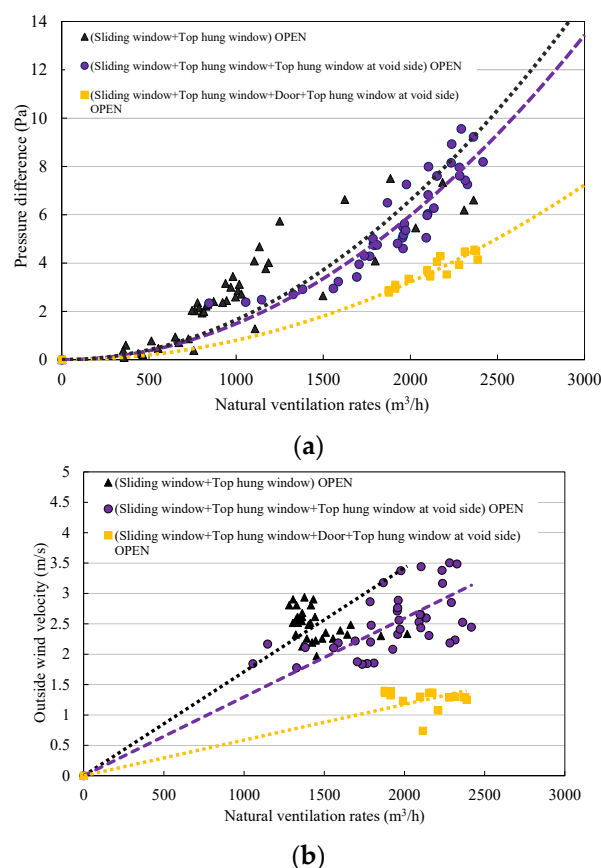 14
12
10
8
6
4
2
0
Pressure difference (Pa)
(Sliding window+Top hung window) OPEN
(Sliding window+Top hung window+Top hung window at void side) OPEN
(Sliding window+Top hung window+Door+Top hung window at void side)
OPEN
0 500 1000 1500 2000 2500 3000
Natural ventilation rates (m³/h)
(a)
5
4.5
4
3.5
3
2.5
2
1.5
1
0.5
0
Outside wind velocity (m/s)
(Sliding window+Top hung window) OPEN
(Sliding window+Top hung window+Top hung window at void side) OPEN
(Sliding window+Top hung window+Door+Top hung window at void side)
OPEN
0 500 1000 1500 2000 2500 3000
Natural ventilation rates (m³/h)
(b)